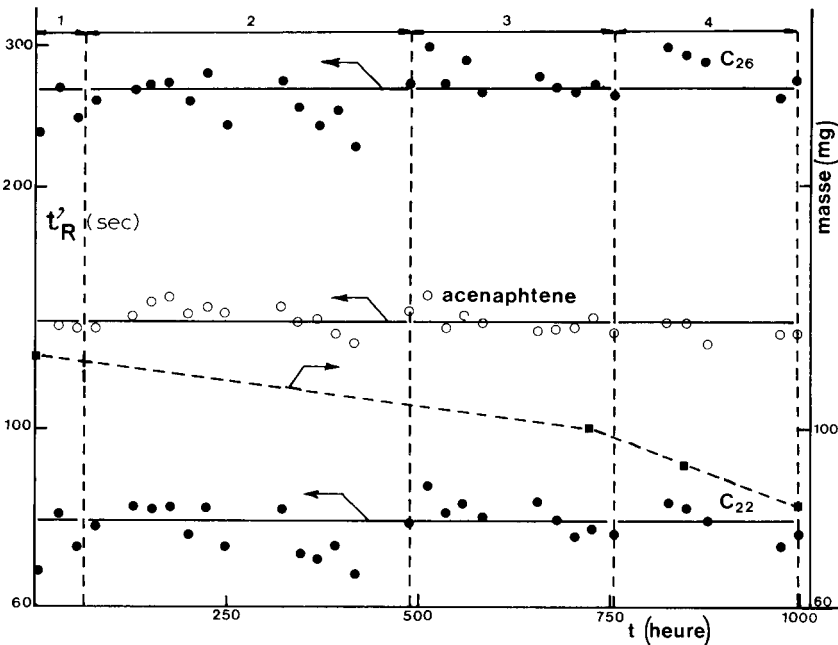 1 2 3 4
300
C26
200
t'R (sec)
masse (mg)
acenaphtene
100
100
C22
60
250 500 750 1000
60
t (heure)